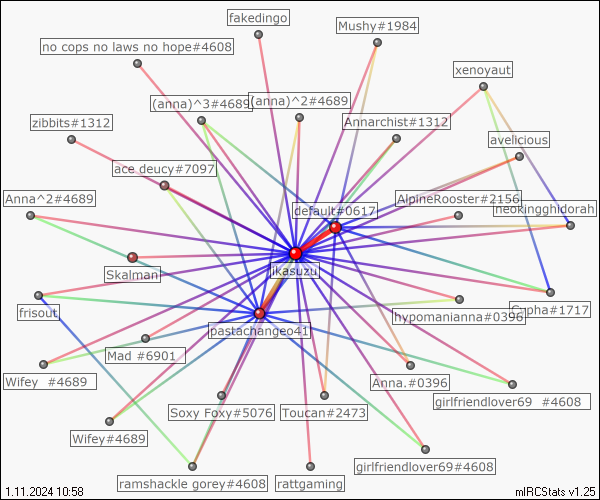 fakedingo
Mushy#1984
no cops no laws no hope#4608
xenoyaut
(anna)^3#4689
(anna)^2#4689
Annarchist#1312
zibbits#1312
avelicious
ace deucy#7097
Anna^2#4689
AlpineRooster#2156
default#0617
neokingghidorah
Skalman
ikasuzu
frisout
Grpha#1717
hypomanianna#0396
pastachangeo41
Mad #6901
Wifey #4689
Anna.#0396
girlfriendlover69 #4608
Soxy Foxy#5076
Toucan#2473
Wifey#4689
girlfriendlover69#4608
ramshackle gorey#4608
rattgaming
1.11.2024 10:58
mIRCStats v1.25